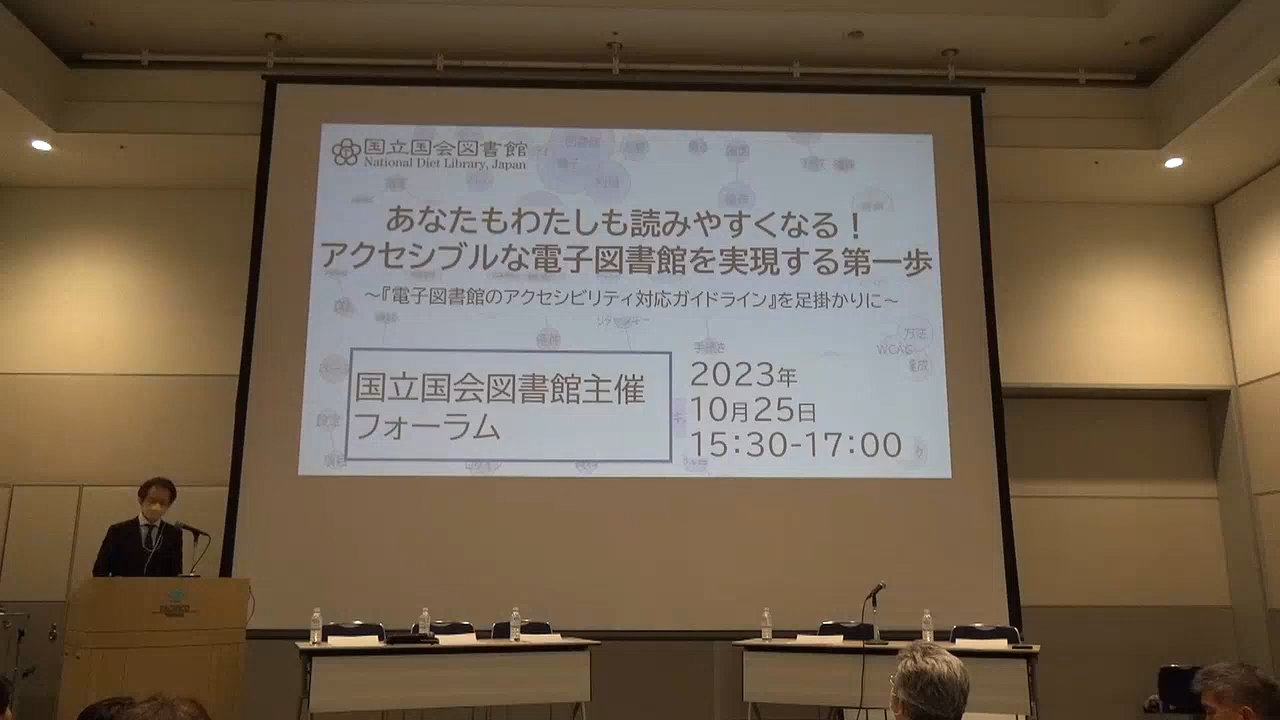 国立国会図書館
National Diet Library, Japan
あなたもわたしも読みやすくなる！
アクセシブルな電子図書館を実現する第一歩
～『電子図書館のアクセシビリティ対応ガイドライン』を足掛かりに～
国立国会図書館主催
フォーラム
2023年
10月25日
15：30-17：00
手続き
WCAG